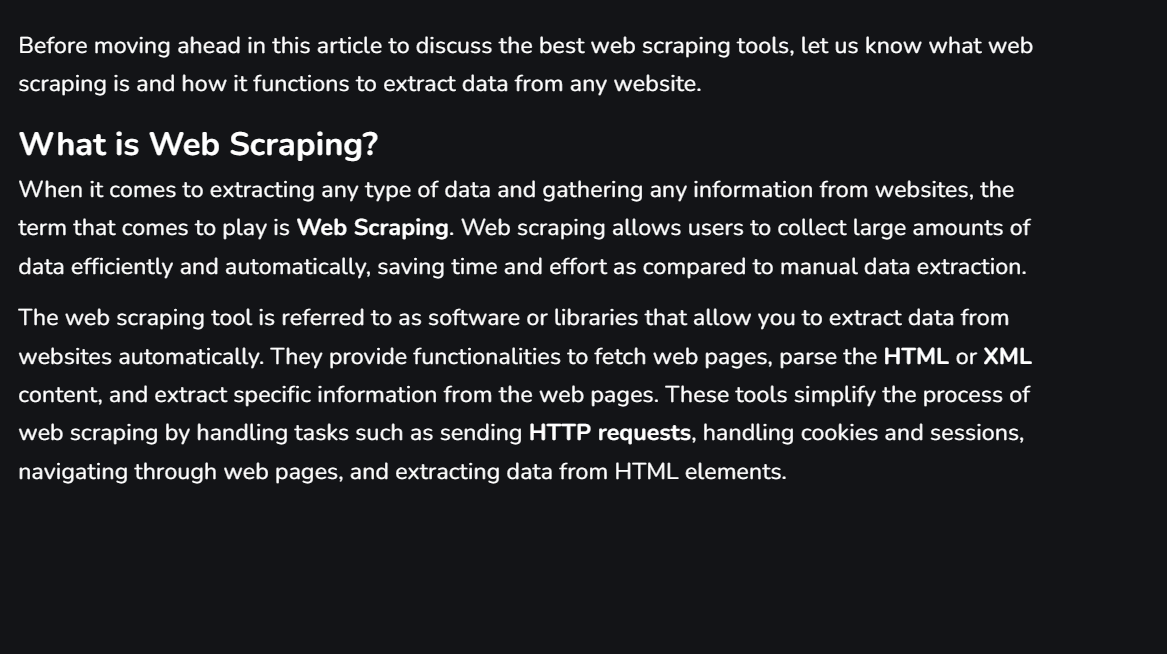 Before moving ahead in this article to discuss the best web scraping tools, let us know what web
scraping is and how it functions to extract data from any website.
What is Web Scraping?
When it comes to extracting any type of data and gathering any information from websites, the
term that comes to play is Web Scraping. Web scraping allows users to collect large amounts of
data efficiently and automatically, saving time and effort as compared to manual data extraction.
The web scraping tool is referred to as software or libraries that allow you to extract data from
websites automatically. They provide functionalities to fetch web pages, parse the HTML or XML
content, and extract specific information from the web pages. These tools simplify the process of
web scraping by handling tasks such as sending HTTP requests, handling cookies and sessions,
navigating through web pages, and extracting data from HTML elements.